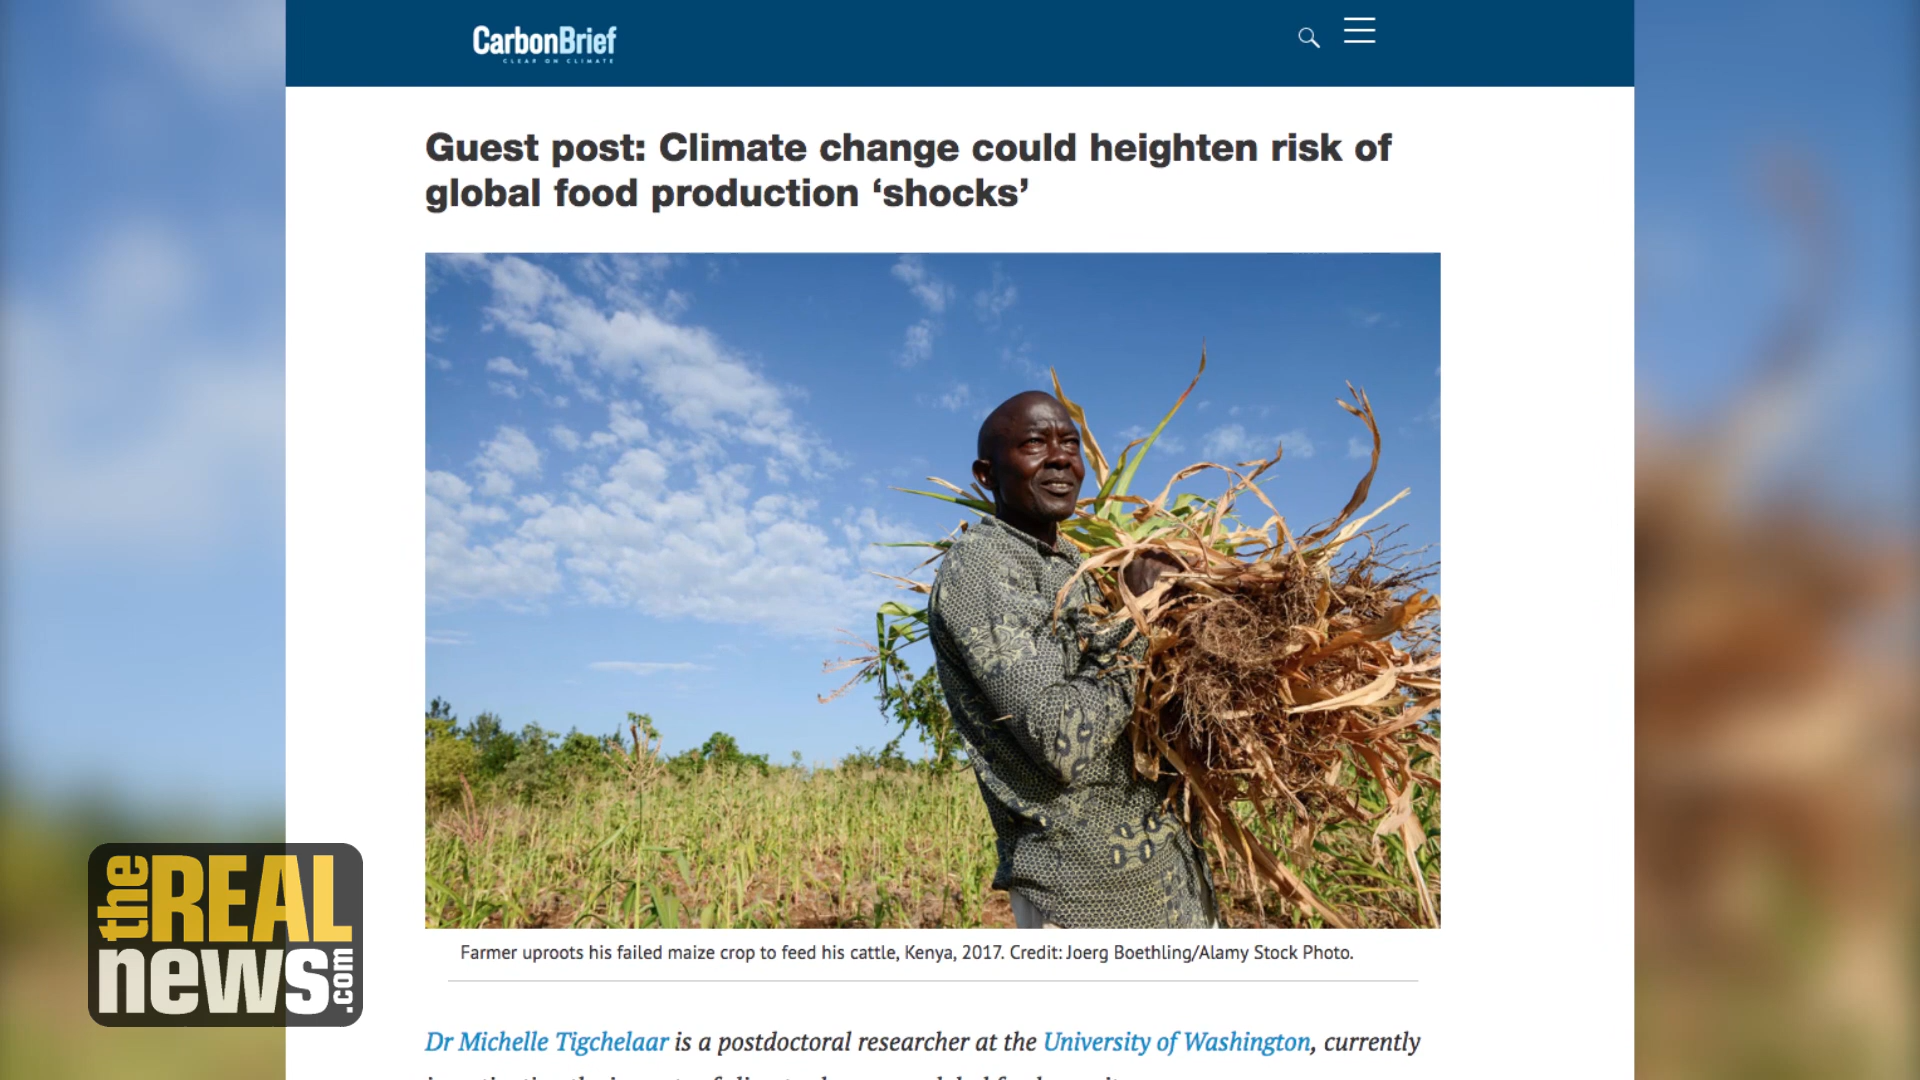 CarbonBrief
CLEAR ON CLIMATE
Guest post: Climate change could heighten risk of
global food production ‘shocks’
Farmer uproots his failed maize crop to feed his cattle, Kenya, 2017. Credit: Joerg Boethling/Alamy Stock Photo.
Dr Michelle Tigchelaar is a postdoctoral researcher at the University of Washington, currently
the REAL
news.com